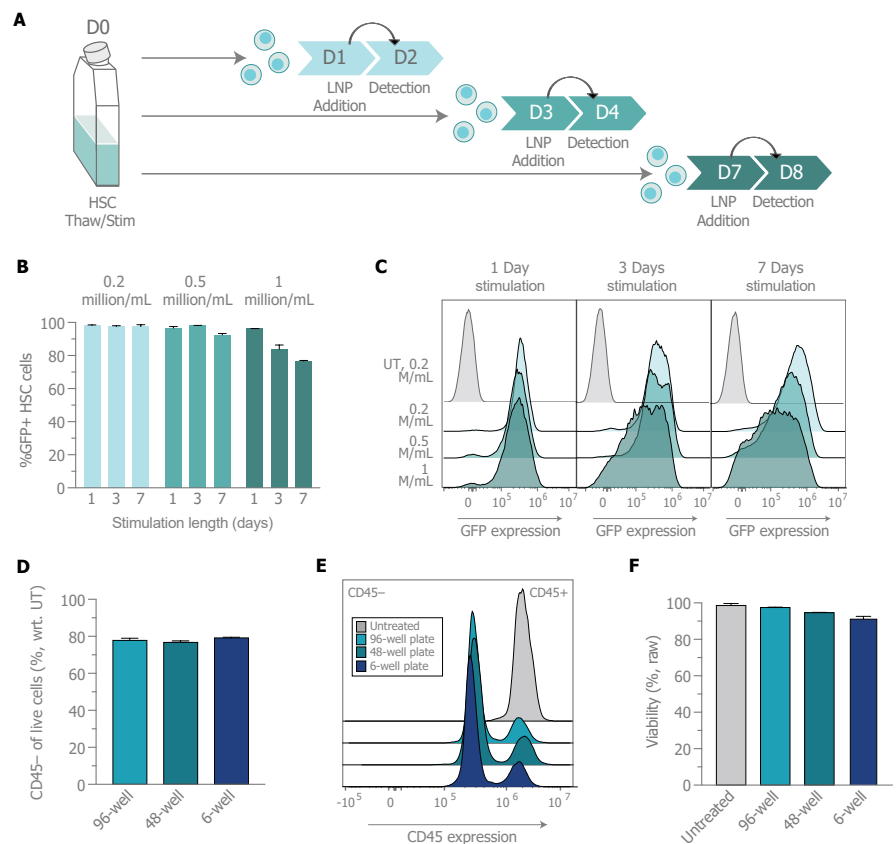 A
D0
HSC
Thaw/Stim
D1
D2
LNP
Addition
Detection
D3
D4
LNP
Addition
Detection
D7
D8
LNP
Addition
Detection
B
0.2
million/mL
0.5
million/mL
1
million/mL
%GFP+ HSC cells
100
80
60
40
20
0
1 3 7 1 3 7 1 3 7
Stimulation length (days)
C
1 Day
stimulation
3 Days
stimulation
7 Days
stimulation
UT, 0.2
M/mL
0.2
M/mL
0.5
M/mL
1
M/mL
0 10^5 10^6 10^7
0 10^5 10^6 10^7
0 10^5 10^6 10^7
GFP expression
GFP expression
GFP expression
D
CD45– of live cells (%, wrt. UT)
100
80
60
40
20
0
96-well
48-well
6-well
E
CD45–
CD45+
Untreated
96-well plate
48-well plate
6-well plate
-10^5 0 10^5 10^6 10^7
CD45 expression
F
Viability (%, raw)
100
80
60
40
20
0
Untreated
96-well
48-well
6-well